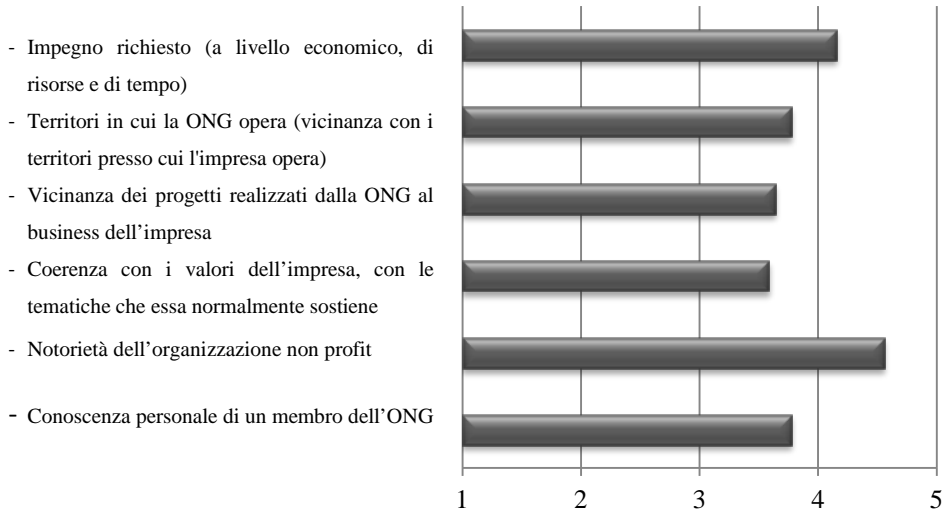 - Impegno richiesto (a livello economico, di
risorse e di tempo)
- Territori in cui la ONG opera (vicinanza con i
territori presso cui l'impresa opera)
- Vicinanza dei progetti realizzati dalla ONG al
business dell’impresa
- Coerenza con i valori dell’impresa, con le
tematiche che essa normalmente sostiene
- Notorietà dell’organizzazione non profit
- Conoscenza personale di un membro dell’ONG
1 2 3 4 5